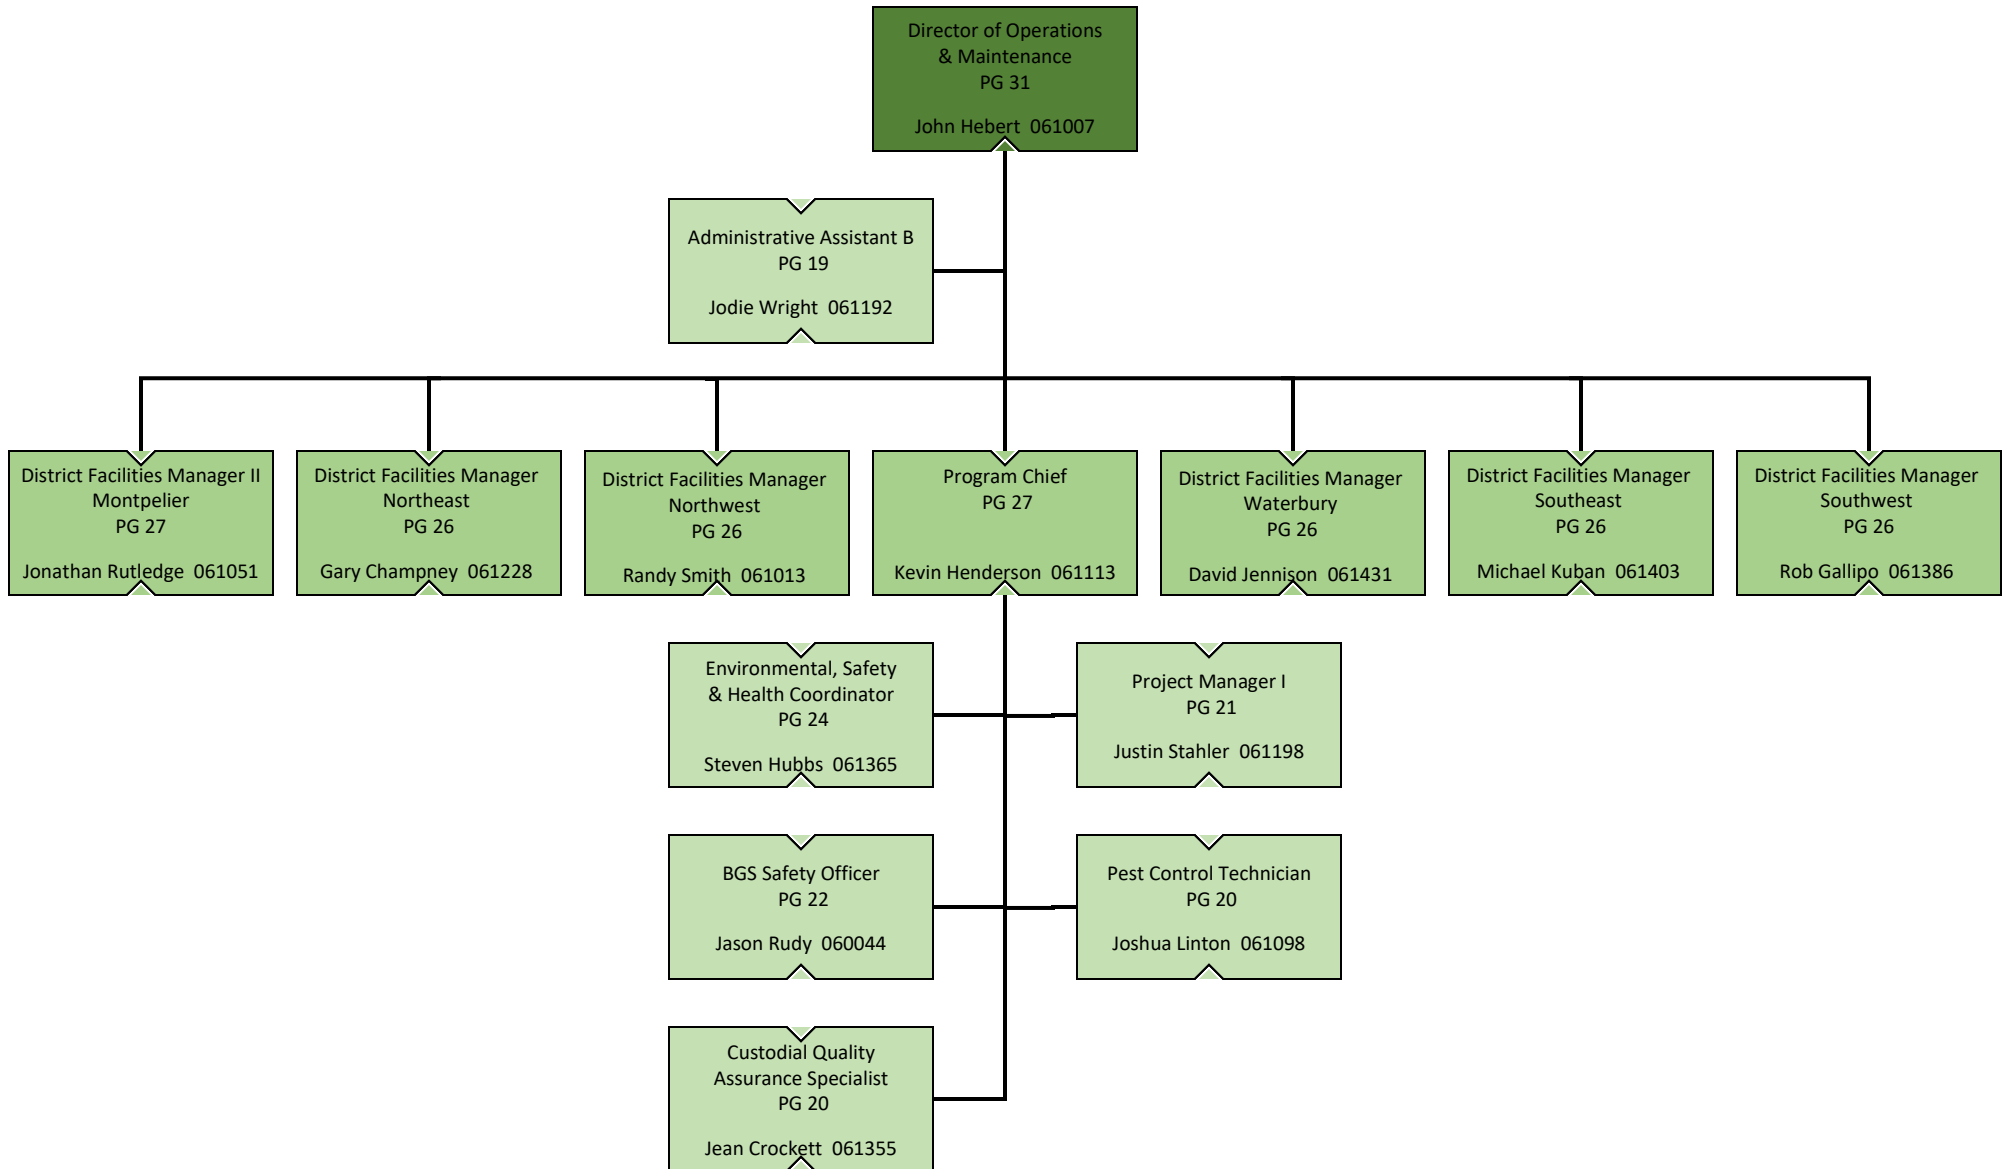 Director of Operations
& Maintenance
PG 31
John Hebert  061007
Administrative Assistant B
PG 19
Jodie Wright  061192
District Facilities Manager II
Montpelier
PG 27
Jonathan Rutledge  061051
District Facilities Manager
Northeast
PG 26
Gary Champney  061228
District Facilities Manager
Northwest
PG 26
Randy Smith  061013
Program Chief
PG 27
Kevin Henderson  061113
District Facilities Manager
Waterbury
PG 26
David Jennison  061431
District Facilities Manager
Southeast
PG 26
Michael Kuban  061403
District Facilities Manager
Southwest
PG 26
Rob Gallipo  061386
Environmental, Safety
& Health Coordinator
PG 24
Steven Hubbs  061365
Project Manager I
PG 21
Justin Stahler  061198
BGS Safety Officer
PG 22
Jason Rudy  060044
Pest Control Technician
PG 20
Joshua Linton  061098
Custodial Quality
Assurance Specialist
PG 20
Jean Crockett  061355